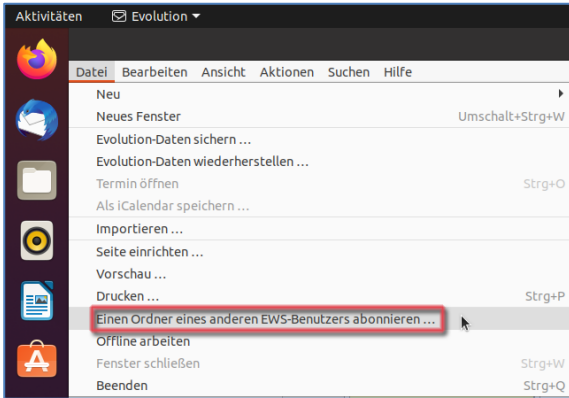 Aktivitäten Evolution
Datei Bearbeiten Ansicht Aktionen Suchen Hilfe
Neu
Neues Fenster Umschalt+Strg+W
Evolution-Daten sichern …
Evolution-Daten wiederherstellen …
Termin öffnen Strg+O
Als iCalendar speichern …
Importieren …
Seite einrichten …
Vorschau …
Drucken … Strg+P
Einen Ordner eines anderen EWS-Benutzers abonnieren …
Offline arbeiten
Fenster schließen Strg+W
Beenden Strg+Q